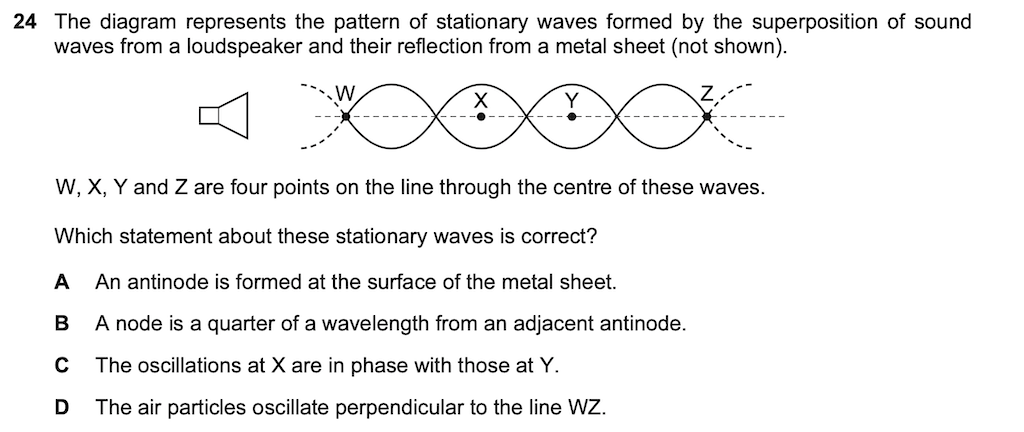 24 The diagram represents the pattern of stationary waves formed by the superposition of sound
waves from a loudspeaker and their reflection from a metal sheet (not shown).
W X Y Z
W, X, Y and Z are four points on the line through the centre of these waves.
Which statement about these stationary waves is correct?
A An antinode is formed at the surface of the metal sheet.
B A node is a quarter of a wavelength from an adjacent antinode.
C The oscillations at X are in phase with those at Y.
D The air particles oscillate perpendicular to the line WZ.